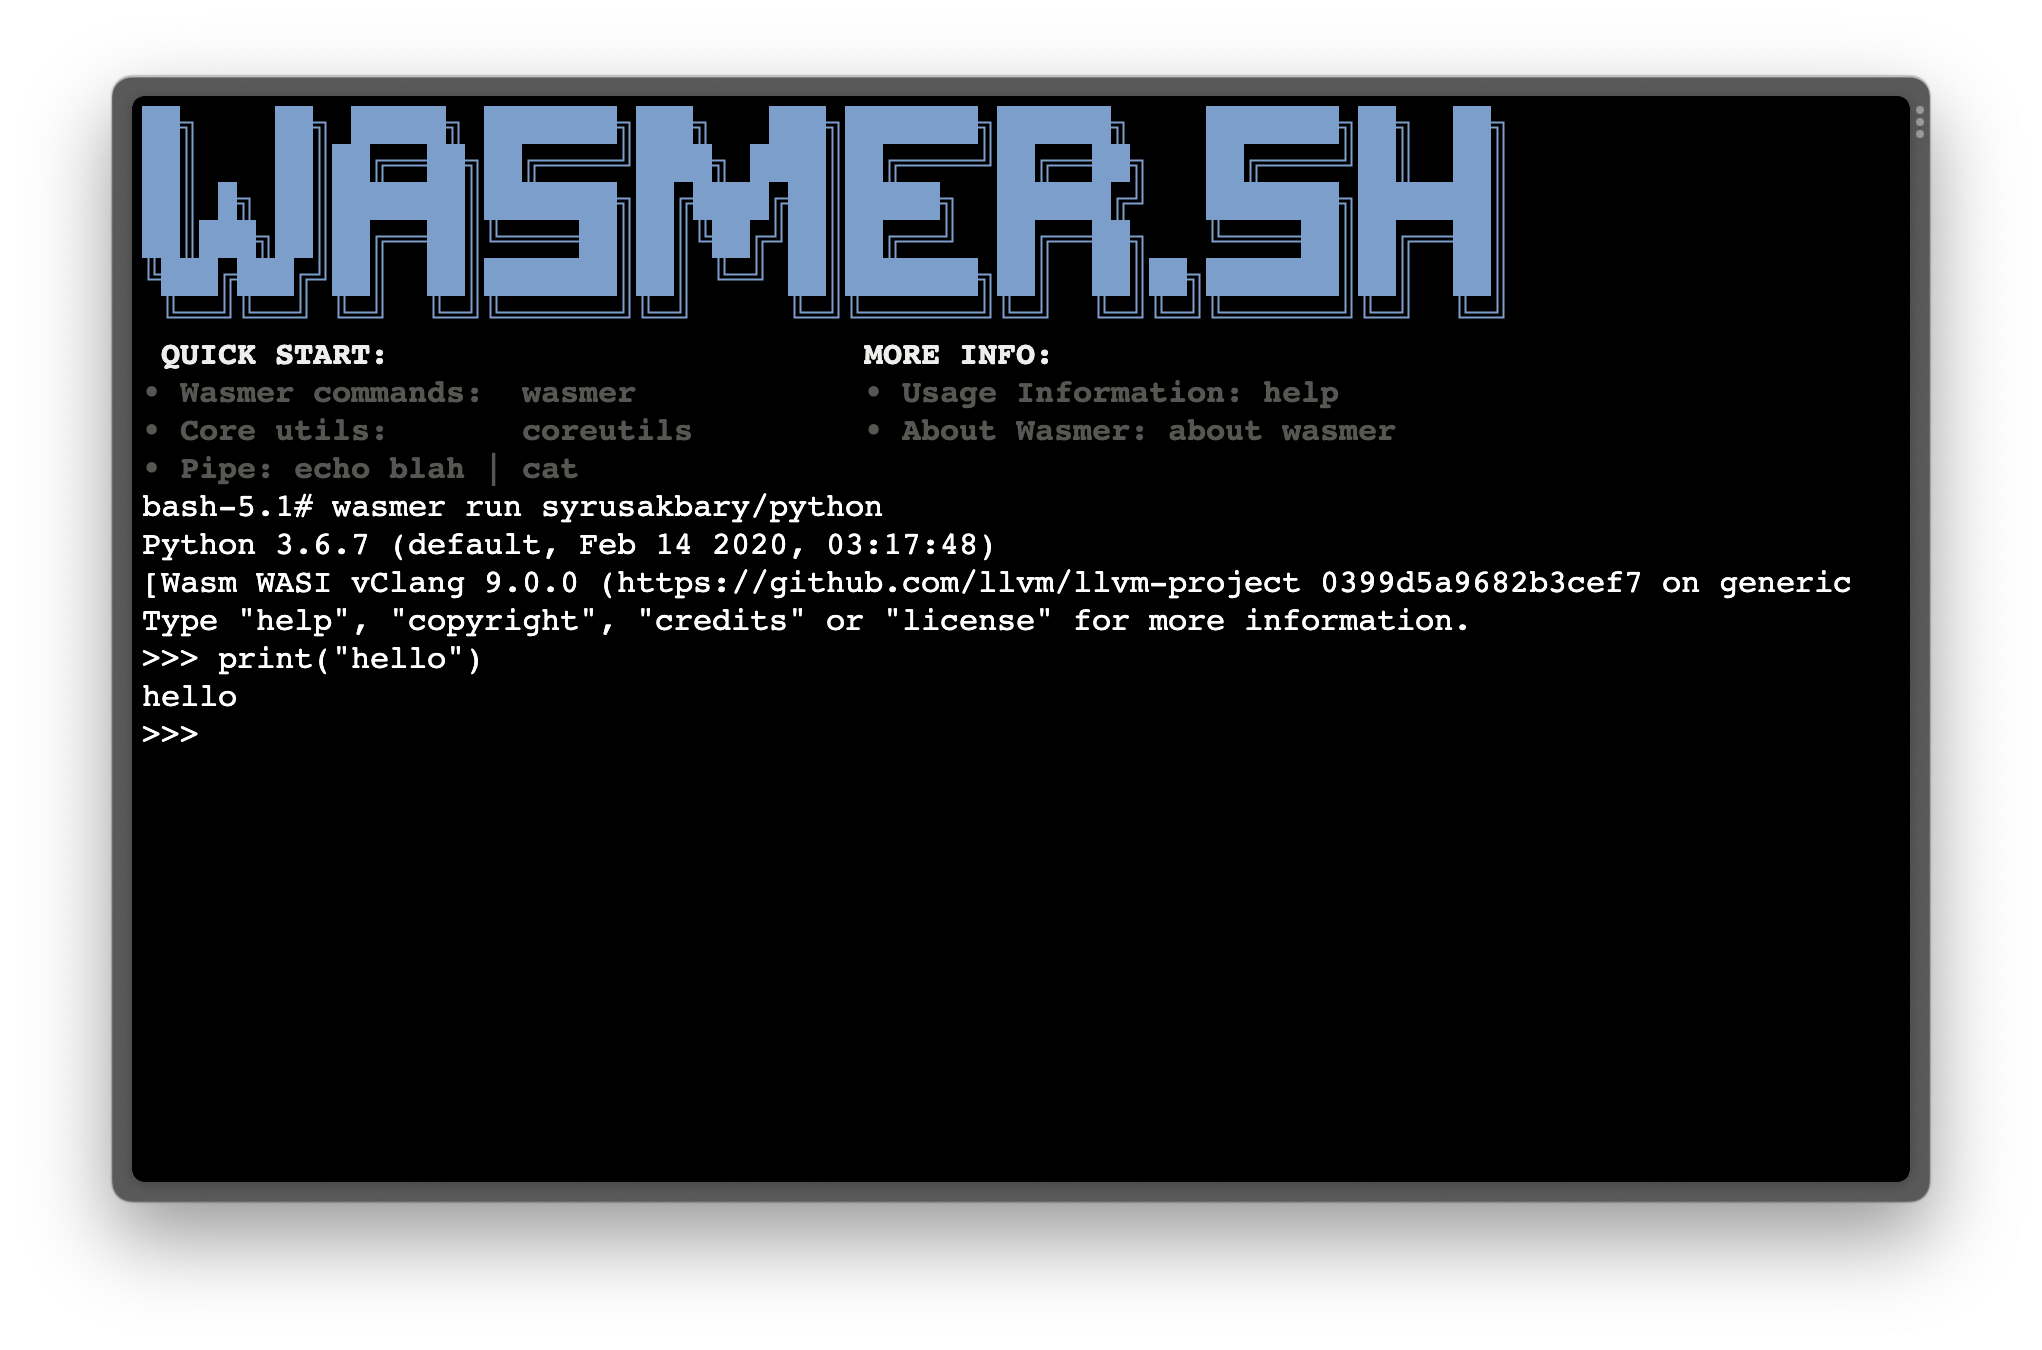 WASMER.SH
QUICK START: MORE INFO:
• Wasmer commands: wasmer • Usage Information: help
• Core utils: coreutils • About Wasmer: about wasmer
• Pipe: echo blah | cat
bash-5.1# wasmer run syrusakbary/python
Python 3.6.7 (default, Feb 14 2020, 03:17:48)
[Wasm WASI vClang 9.0.0 (https://github.com/llvm/llvm-project 0399d5a9682b3cef7 on generic
Type "help", "copyright", "credits" or "license" for more information.
>>> print("hello")
hello
>>>